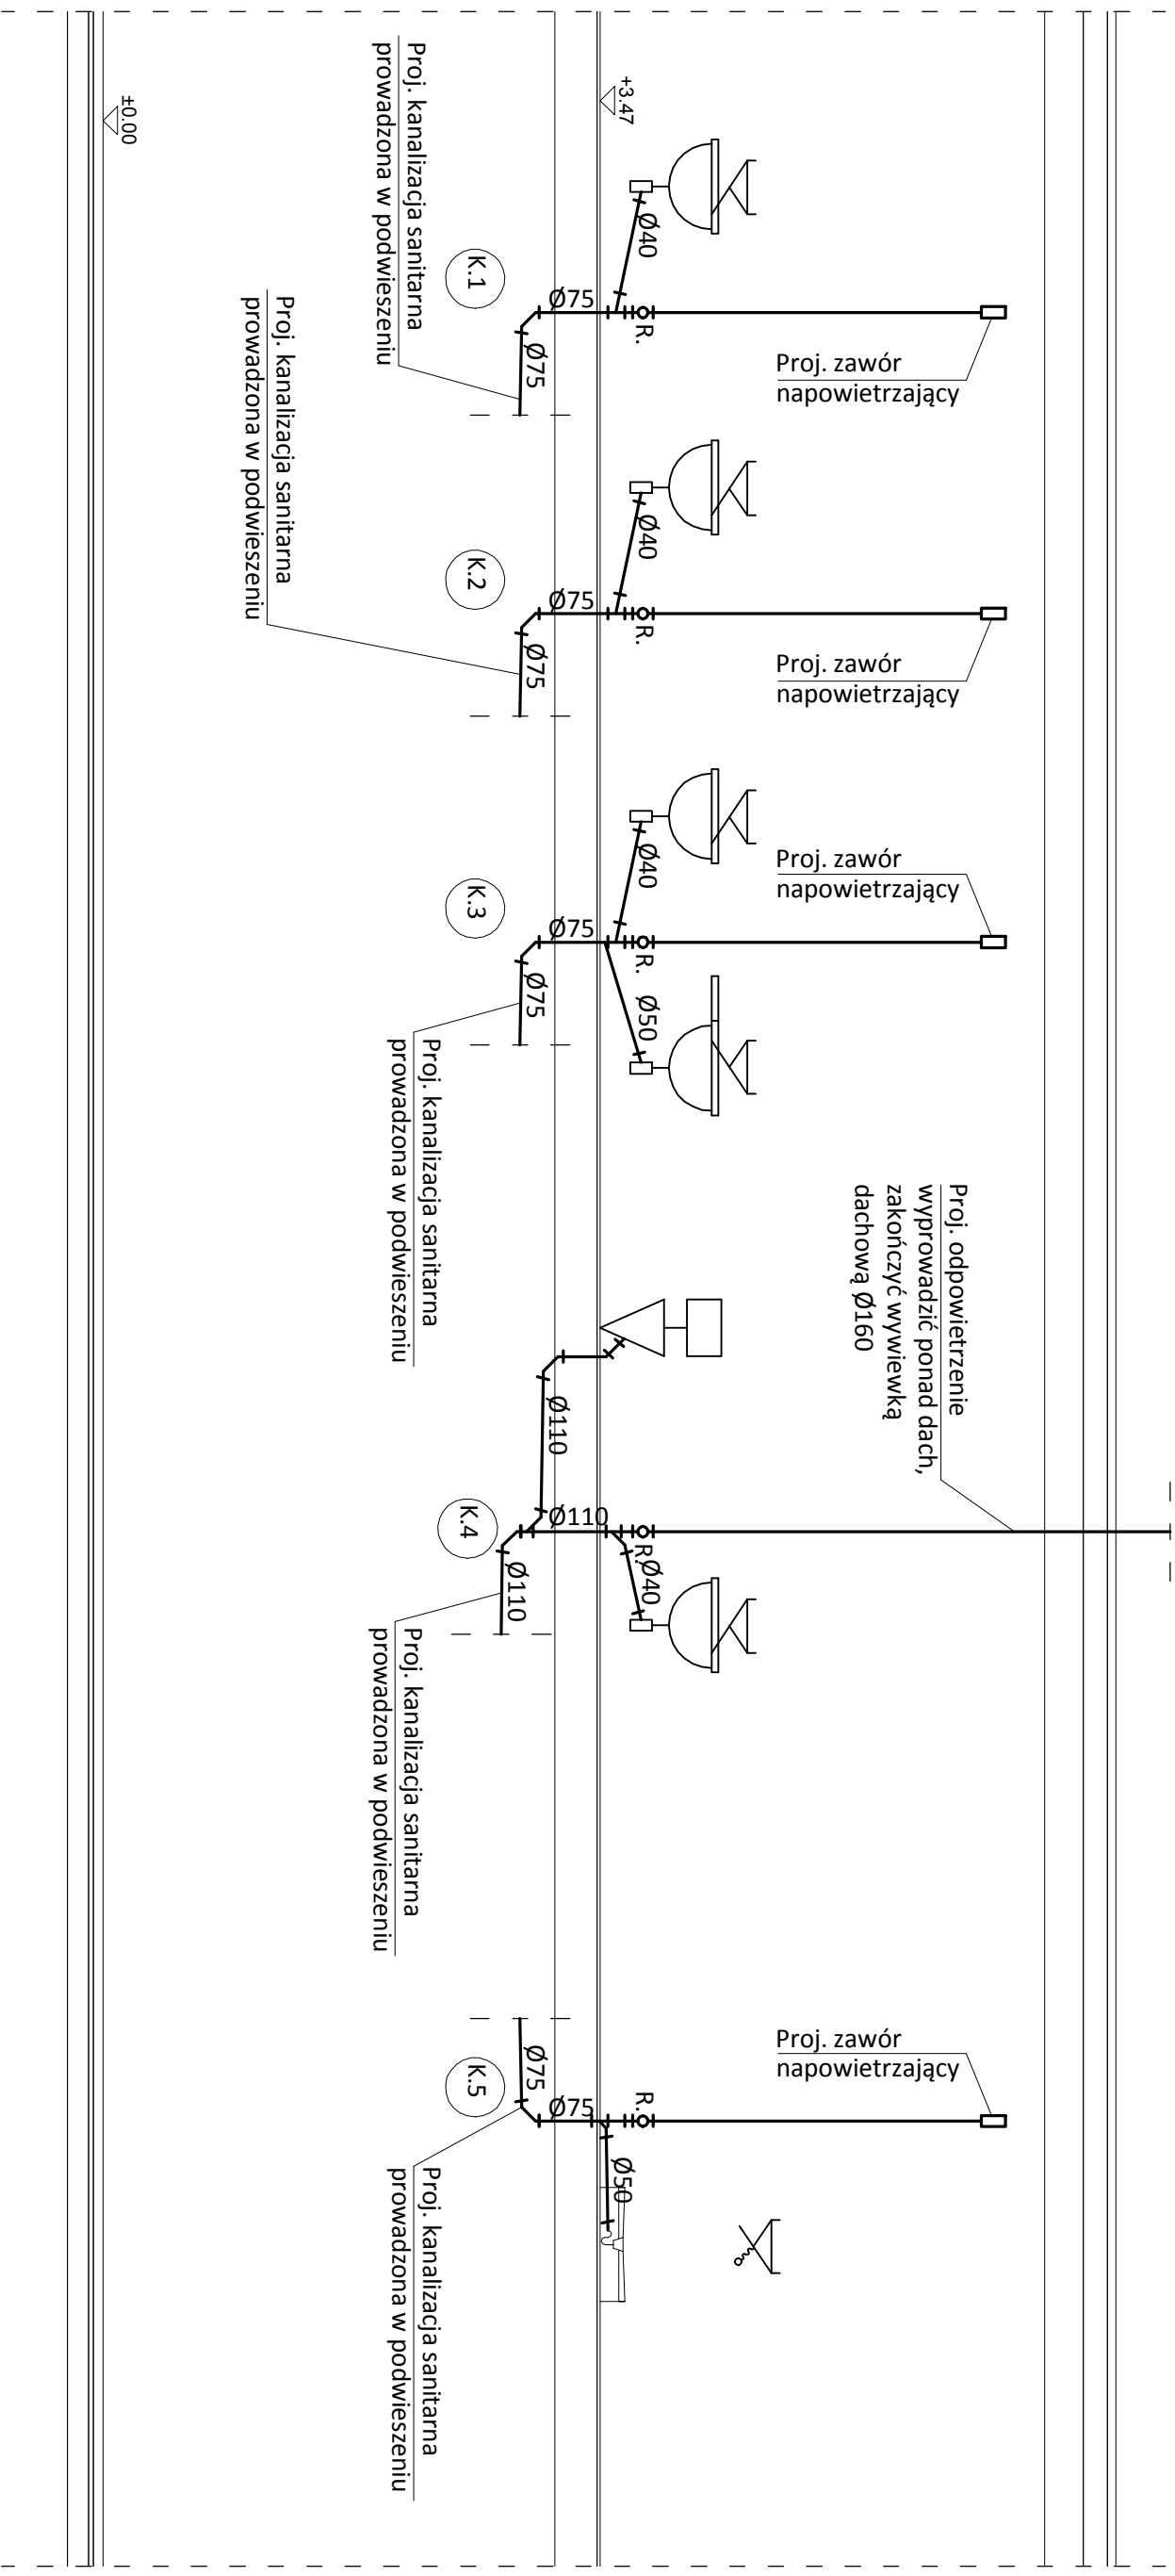 ±0.00
+3.47
Ø40
Ø75
R.
Ø75
K.1
Proj. kanalizacja sanitarna
prowadzona w podwieszeniu
Proj. zawór
napowietrzający
Ø40
Ø75
R.
Ø75
K.2
Proj. kanalizacja sanitarna
prowadzona w podwieszeniu
Proj. zawór
napowietrzający
Ø40
Ø75
R.
Ø50
Ø75
K.3
Proj. kanalizacja sanitarna
prowadzona w podwieszeniu
Proj. zawór
napowietrzający
Proj. odpowietrzenie
wyprowadzić ponad dach,
zakończyć wywiewką
dachową Ø160
Ø110
Ø110
R.
Ø40
Ø110
K.4
Proj. kanalizacja sanitarna
prowadzona w podwieszeniu
Proj. zawór
napowietrzający
Ø75
Ø75
R.
Ø50
K.5
Proj. kanalizacja sanitarna
prowadzona w podwieszeniu